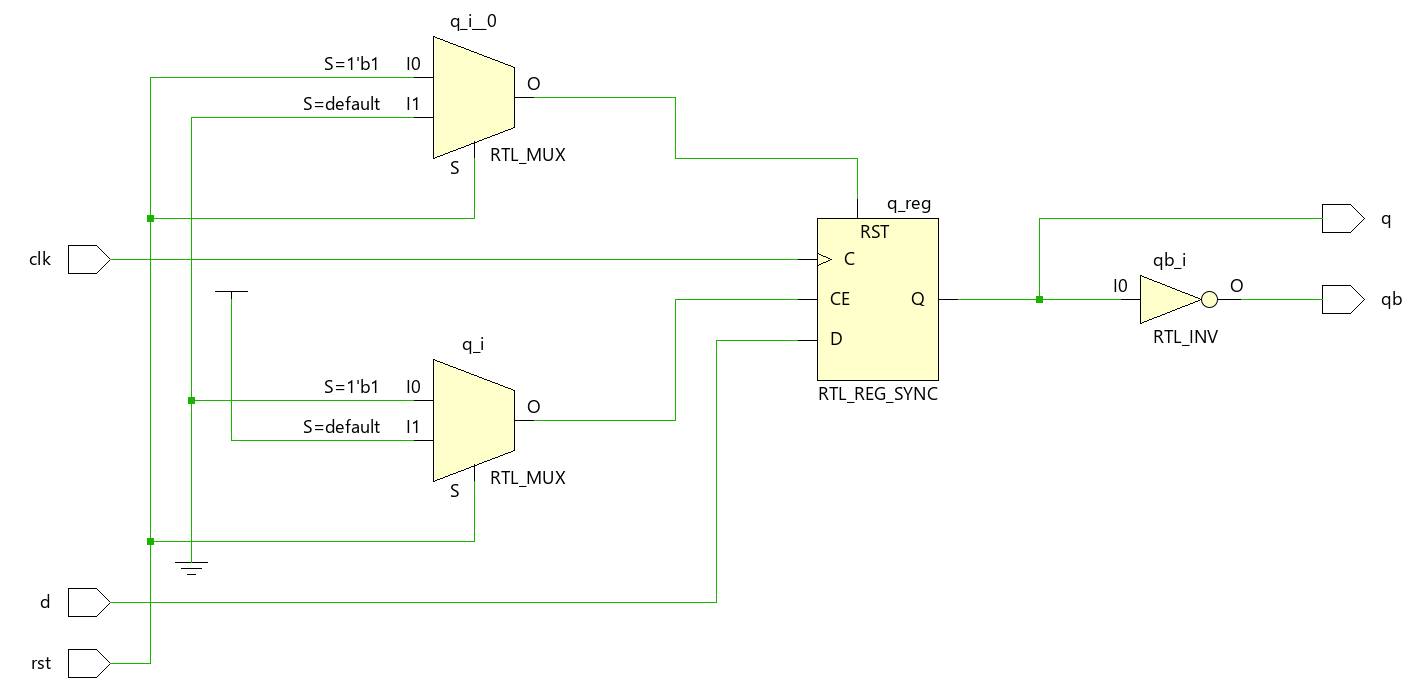 q_i__0
S=1'b1 I0
O
S=default I1
RTL_MUX
S
q_reg
q
RST
clk
C
qb_i
I0
O
CE
Q
qb
RTL_INV
D
q_i
S=1'b1 I0
RTL_REG_SYNC
O
S=default I1
RTL_MUX
S
d
rst